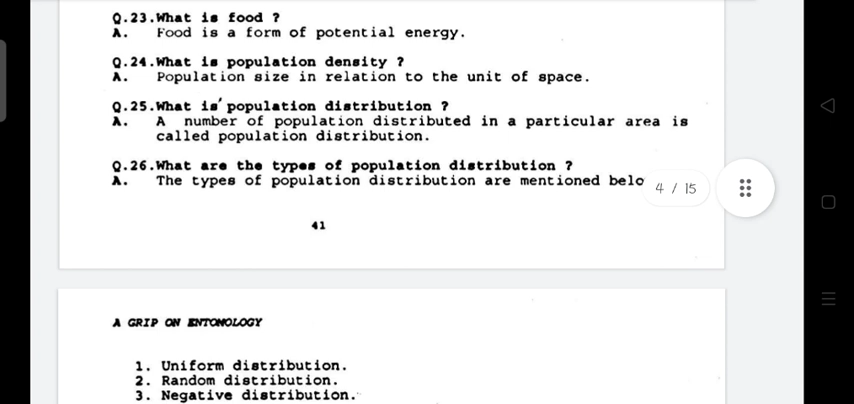 Q.23.What is food ?
A. Food is a form of potential energy.
Q.24.What is population density ?
A. Population size in relation to the unit of space.
Q.25.What is population distribution ?
A. A number of population distributed in a particular area is
called population distribution.
Q.26.What are the types of population distribution ?
A. The types of population distribution are mentioned
4 / 15
41
A GRIP ON ENTOMOLOGY
1. Uniform distribution.
2. Random distribution.
3. Negative distribution.